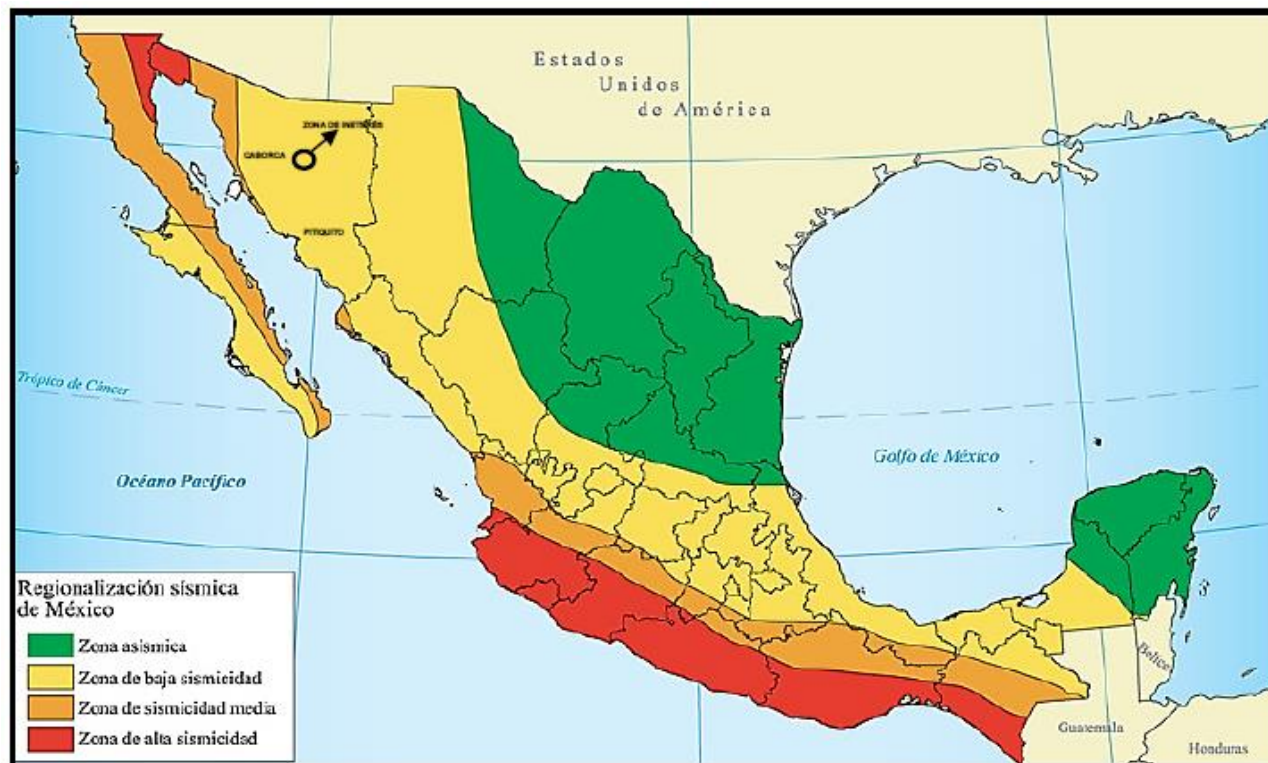 Estados
Unidos
de América
ZONA DE INETERES
CABORCA
PITIQUITO
Trópico de Cáncer
Océano Pacífico
Golfo de México
Regionalización sísmica
de México
Zona asísmica
Zona de baja sismicidad
Zona de sismicidad media
Zona de alta sismicidad
Belice
Guatemala
Honduras